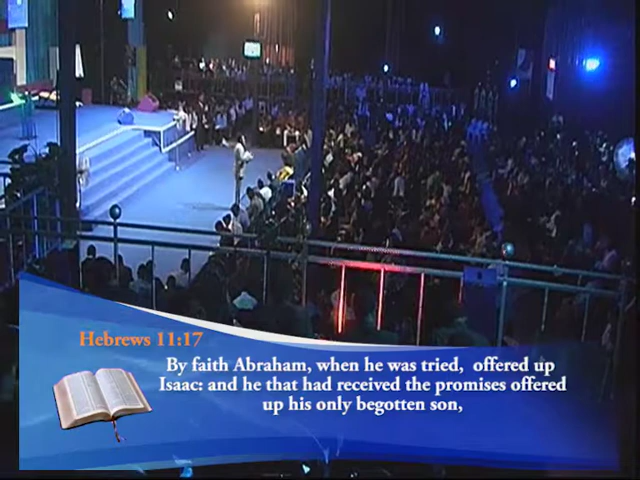 Hebrews 11:17
By faith Abraham, when he was tried, offered up
Isaac: and he that had received the promises offered
up his only begotten son,